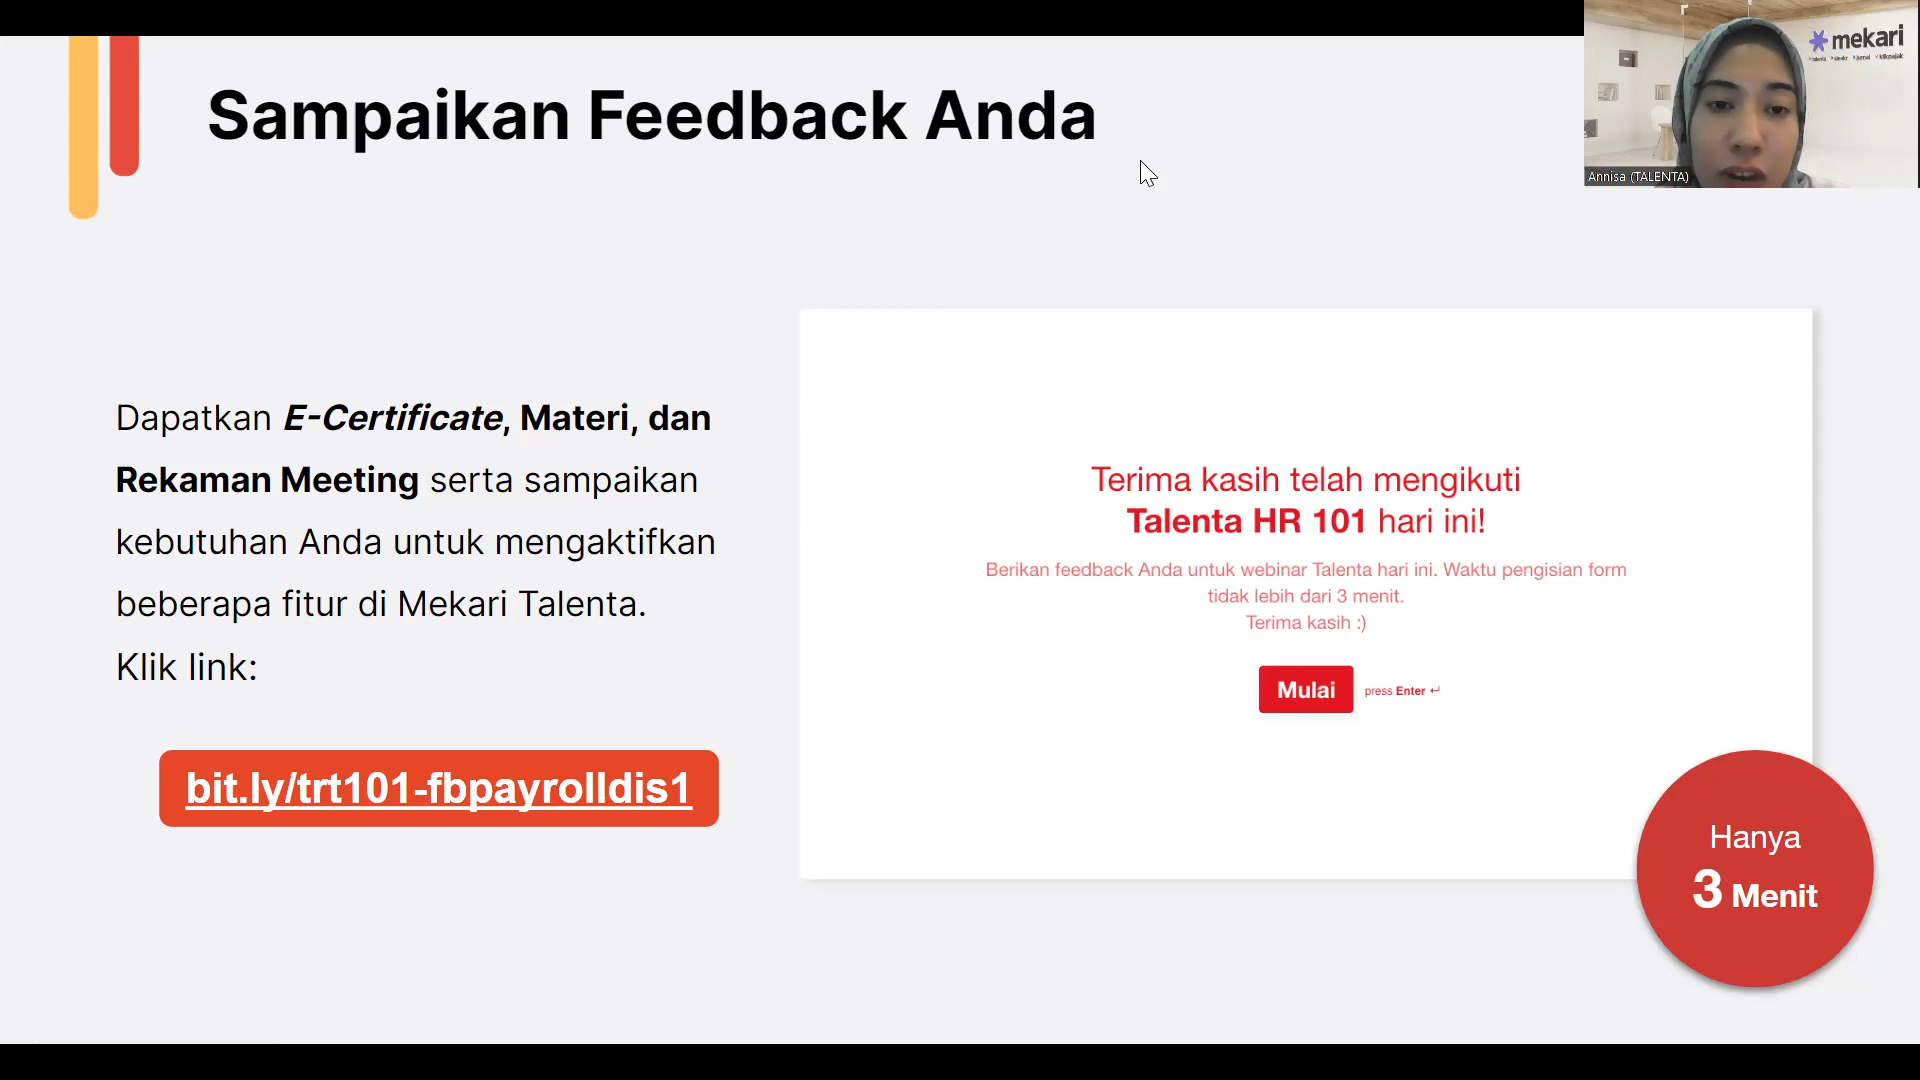 Sampaikan Feedback Anda
mekari
Annisa (TALENTA)
Dapatkan E-Certificate, Materi, dan
Rekaman Meeting serta sampaikan
kebutuhan Anda untuk mengaktifkan
beberapa fitur di Mekari Talenta.
Klik link:
bit.ly/trt101-fbpayrolldis1
Terima kasih telah mengikuti
Talenta HR 101 hari ini!
Berikan feedback Anda untuk webinar Talenta hari ini. Waktu pengisian form
tidak lebih dari 3 menit.
Terima kasih :)
Mulai press Enter ↵
Hanya
3 Menit